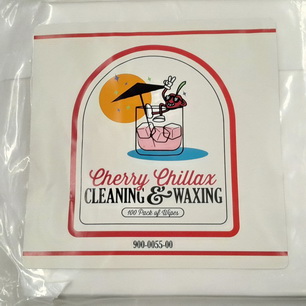 Cherry Chillax
CLEANING & WAXING
100 Pack of Wipes
900-0055-00